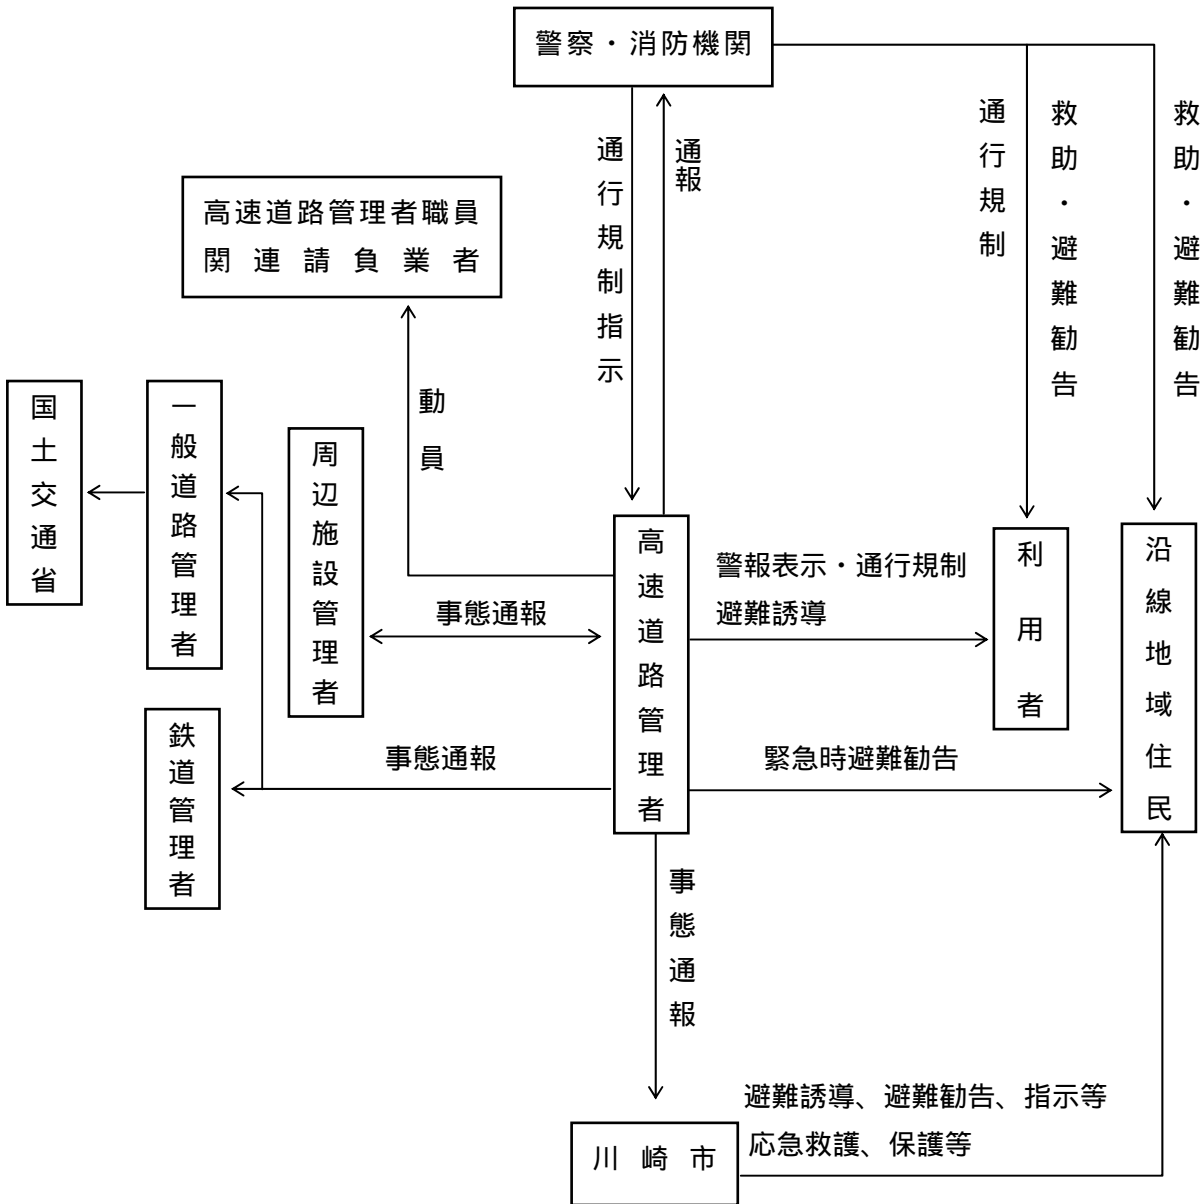 警察・消防機関
通行規制指示
通報
通行規制
救助・避難勧告
救助・避難勧告
高速道路管理者職員
関連請負業者
動員
国土交通省
一般道路管理者
周辺施設管理者
事態通報
高速道路管理者
警報表示・通行規制
避難誘導
利用者
沿線地域住民
鉄道管理者
事態通報
緊急時避難勧告
事態通報
避難誘導、避難勧告、指示等
応急救護、保護等
川崎市